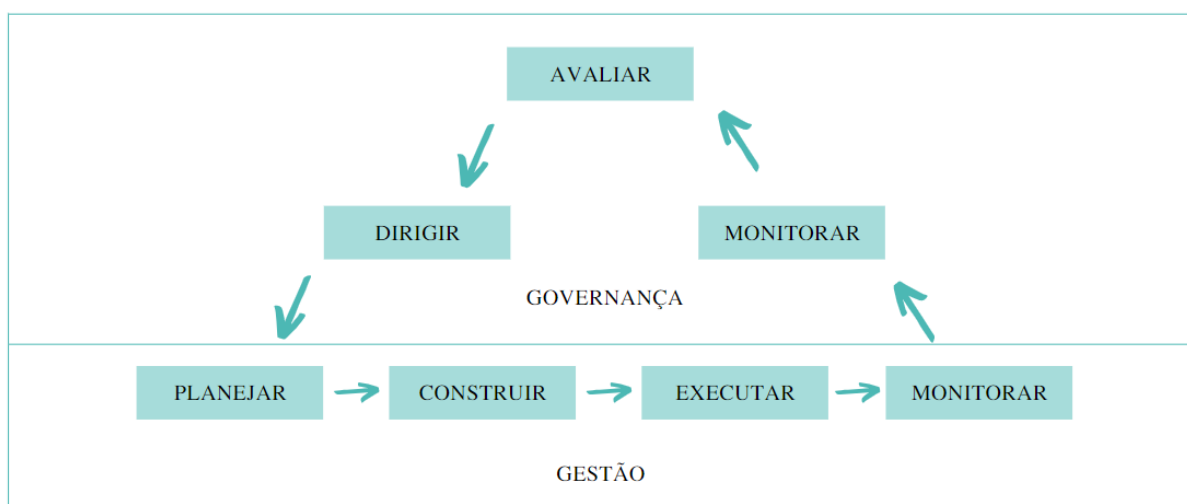 AVALIAR
DIRIGIR
MONITORAR
GOVERNANÇA
PLANEJAR
CONSTRUIR
EXECUTAR
MONITORAR
GESTÃO